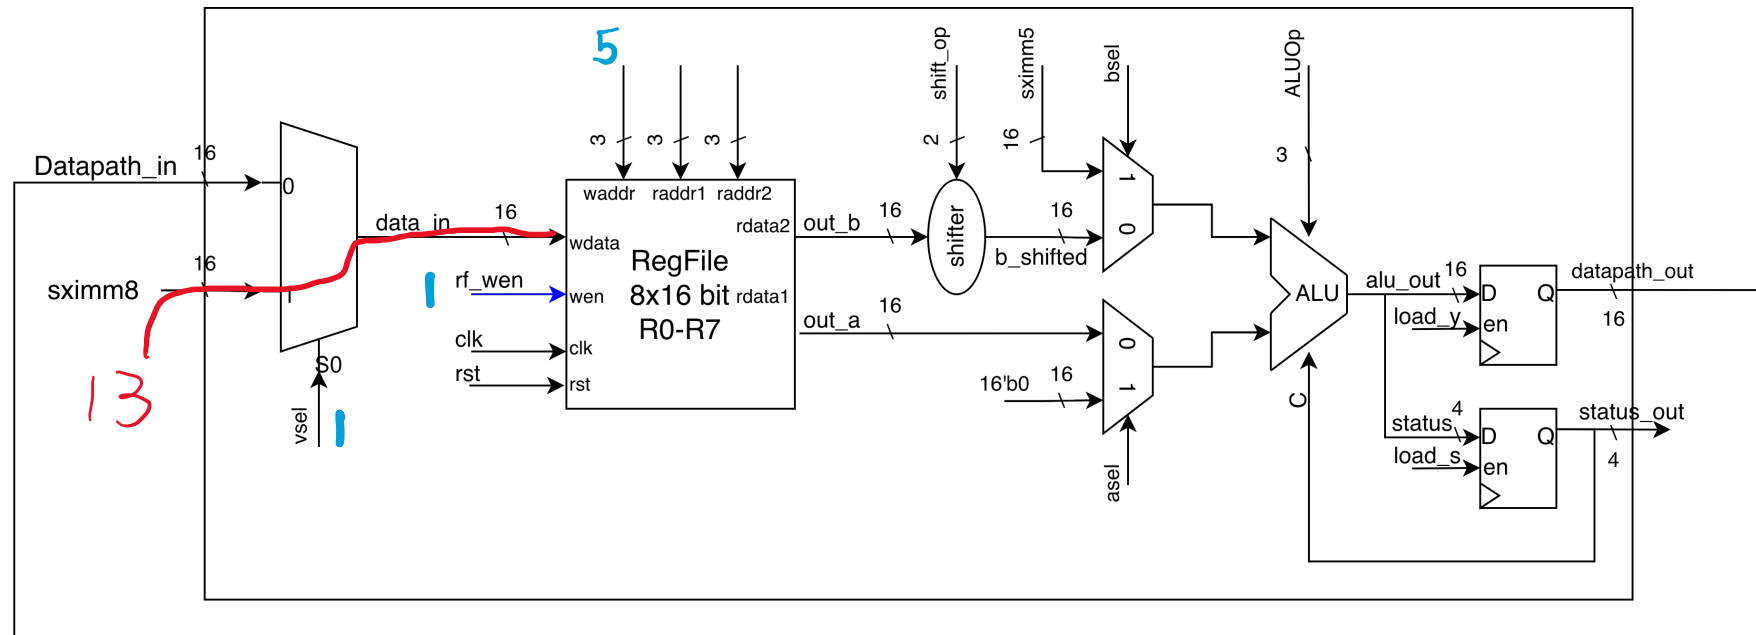 5
shift_op
sximm5
bsel
ALUOp
3
3
3
2
16
3
Datapath_in
16
0
waddr
raddr1
raddr2
1
data_in
16
wdata
rdata2
out_b
16
shifter
16
b_shifted
0
sximm8
16
1
1
rf_wen
wen
RegFile
8x16 bit
R0-R7
rdata1
out_a
16
ALU
alu_out
16
D
Q
datapath_out
16
load_y
en
13
S0
vsel
1
clk
clk
rst
rst
0
16'b0
16
1
asel
C
status
4
D
Q
status_out
4
load_s
en